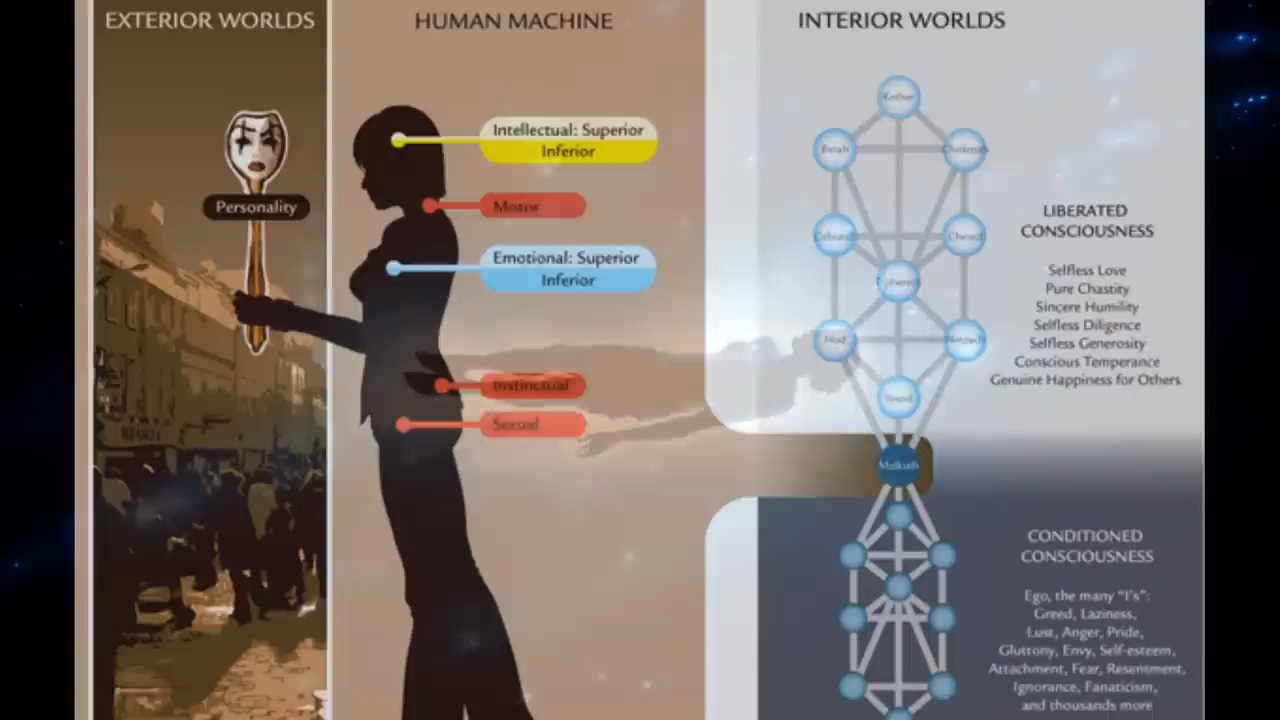 EXTERIOR WORLDS
HUMAN MACHINE
INTERIOR WORLDS
Personality
Intellectual: Superior
Inferior
Motor
Emotional: Superior
Inferior
Instinctual
Sexual
Kether
Binah
Chokmah
Geburah
Chesed
Hod
Netzach
Yesod
Malkuth
LIBERATED
CONSCIOUSNESS
Selfless Love
Pure Chastity
Sincere Humility
Selfless Diligence
Selfless Generosity
Conscious Temperance
Genuine Happiness for Others
CONDITIONED
CONSCIOUSNESS
Ego, the many “I’s”:
Greed, Laziness,
Lust, Anger, Pride,
Gluttony, Envy, Self-esteem,
Attachment, Fear, Resentment,
Ignorance, Fanaticism,
and thousands more